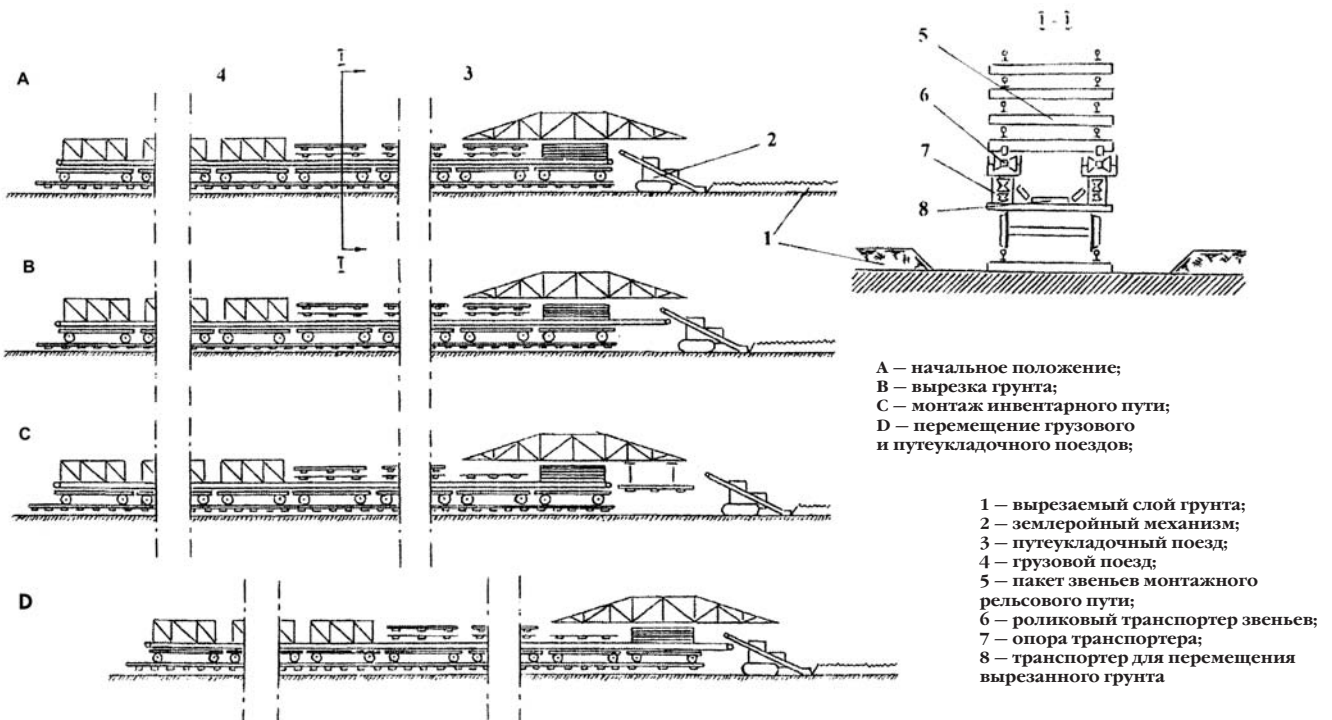 I - I
5
6
7
8
1
I
A
4
3
2
I
B
C
D
A — начальное положение;
B — вырезка грунта;
C — монтаж инвентарного пути;
D — перемещение грузового
и путеукладочного поездов;
1 — вырезаемый слой грунта;
2 — землеройный механизм;
3 — путеукладочный поезд;
4 — грузовой поезд;
5 — пакет звеньев монтажного
рельсового пути;
6 — роликовый транспортер звеньев;
7 — опора транспортера;
8 — транспортер для перемещения
вырезанного грунта